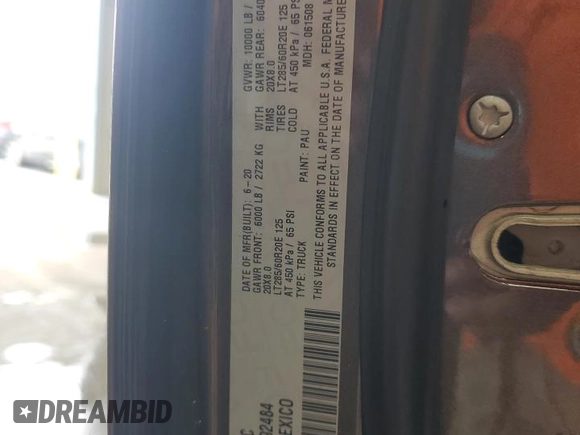 DATE OF MFR(BUILT): 6-20 GVWR: 10000 LB /
GAWR FRONT: 6000 LB / 2722 KG WITH GAWR REAR: 6040
20X8.0 RIMS 20X8.0
LT285/60R20E 125 TIRES LT285/60R20E 125
AT 450 kPa / 65 PSI COLD AT 450 kPa / 65 PSI
TYPE: TRUCK PAINT: PAU MDH: 061508
THIS VEHICLE CONFORMS TO ALL APPLICABLE U.S.A. FEDERAL
STANDARDS IN EFFECT ON THE DATE OF MANUFACTURE
2484
EXICO
DREAMBID